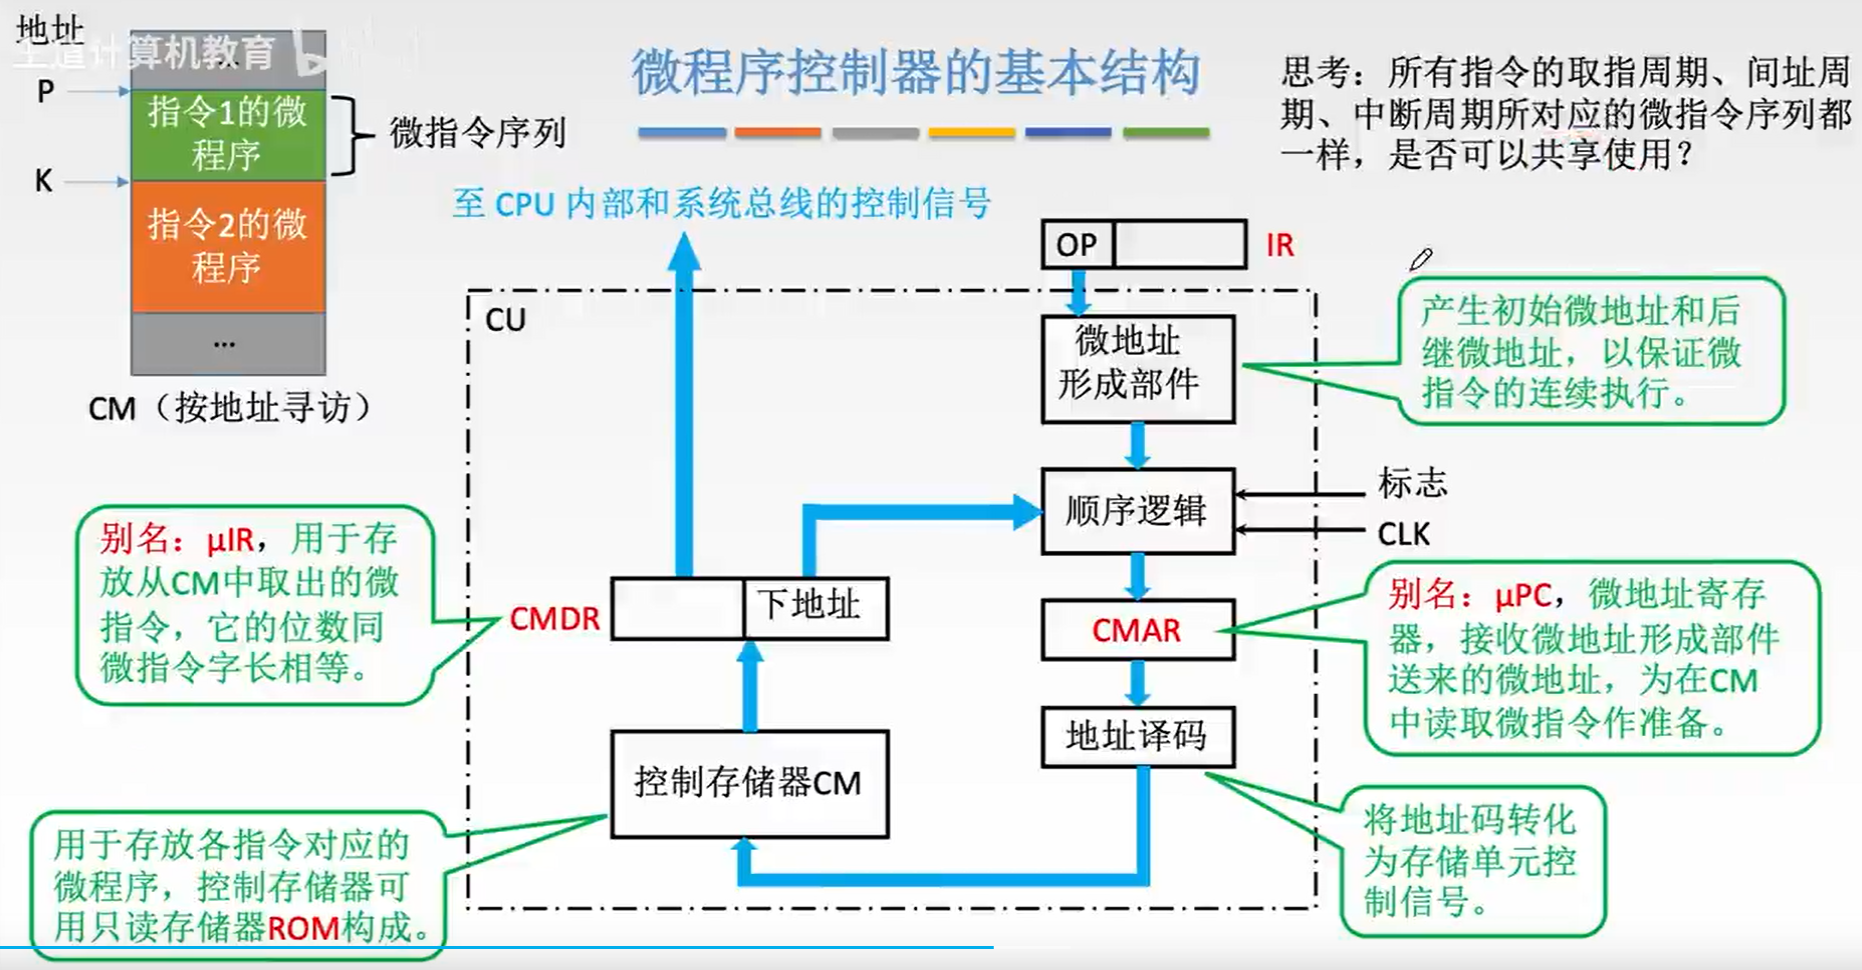 地址
王道计算机教育
P
K
...
指令1的微
程序
指令2的微
程序
...
微指令序列
CM（按地址寻访）
微程序控制器的基本结构
思考：所有指令的取指周期、间址周
期、中断周期所对应的微指令序列都
一样，是否可以共享使用？
至 CPU 内部和系统总线的控制信号
OP
IR
CU
微地址
形成部件
产生初始微地址和后
继微地址，以保证微
指令的连续执行。
顺序逻辑
标志
CLK
别名：μIR，用于存
放从CM中取出的微
指令，它的位数同
微指令字长相等。
CMDR
下地址
CMAR
别名：μPC，微地址寄存
器，接收微地址形成部件
送来的微地址，为在CM
中读取微指令作准备。
地址译码
控制存储器CM
将地址码转化
为存储单元控
制信号。
用于存放各指令对应的
微程序，控制存储器可
用只读存储器ROM构成。